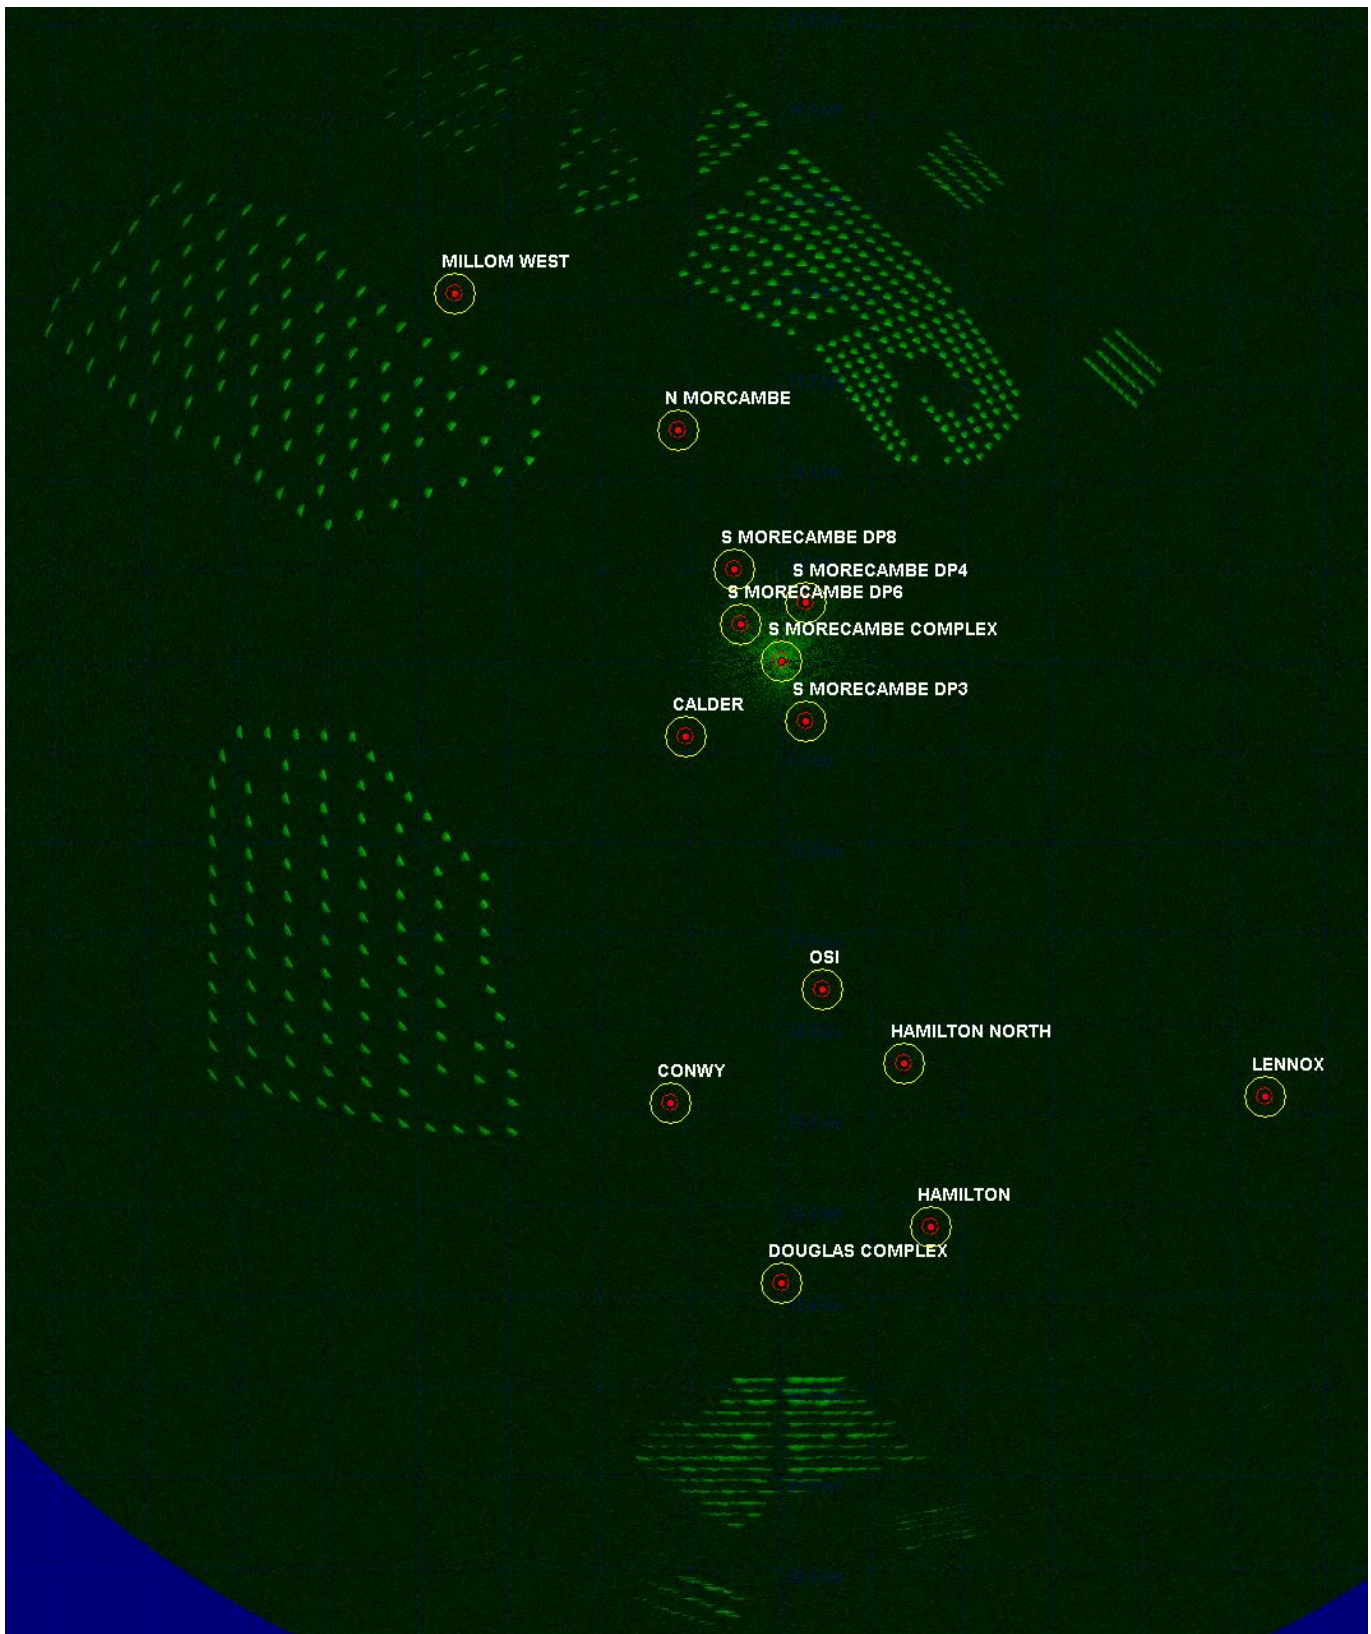 MILLOM WEST
N MORCAMBE
S MORECAMBE DP8
S MORECAMBE DP4
S MORECAMBE DP6
S MORECAMBE COMPLEX
S MORECAMBE DP3
CALDER
OSI
HAMILTON NORTH
LENNOX
CONWY
HAMILTON
DOUGLAS COMPLEX